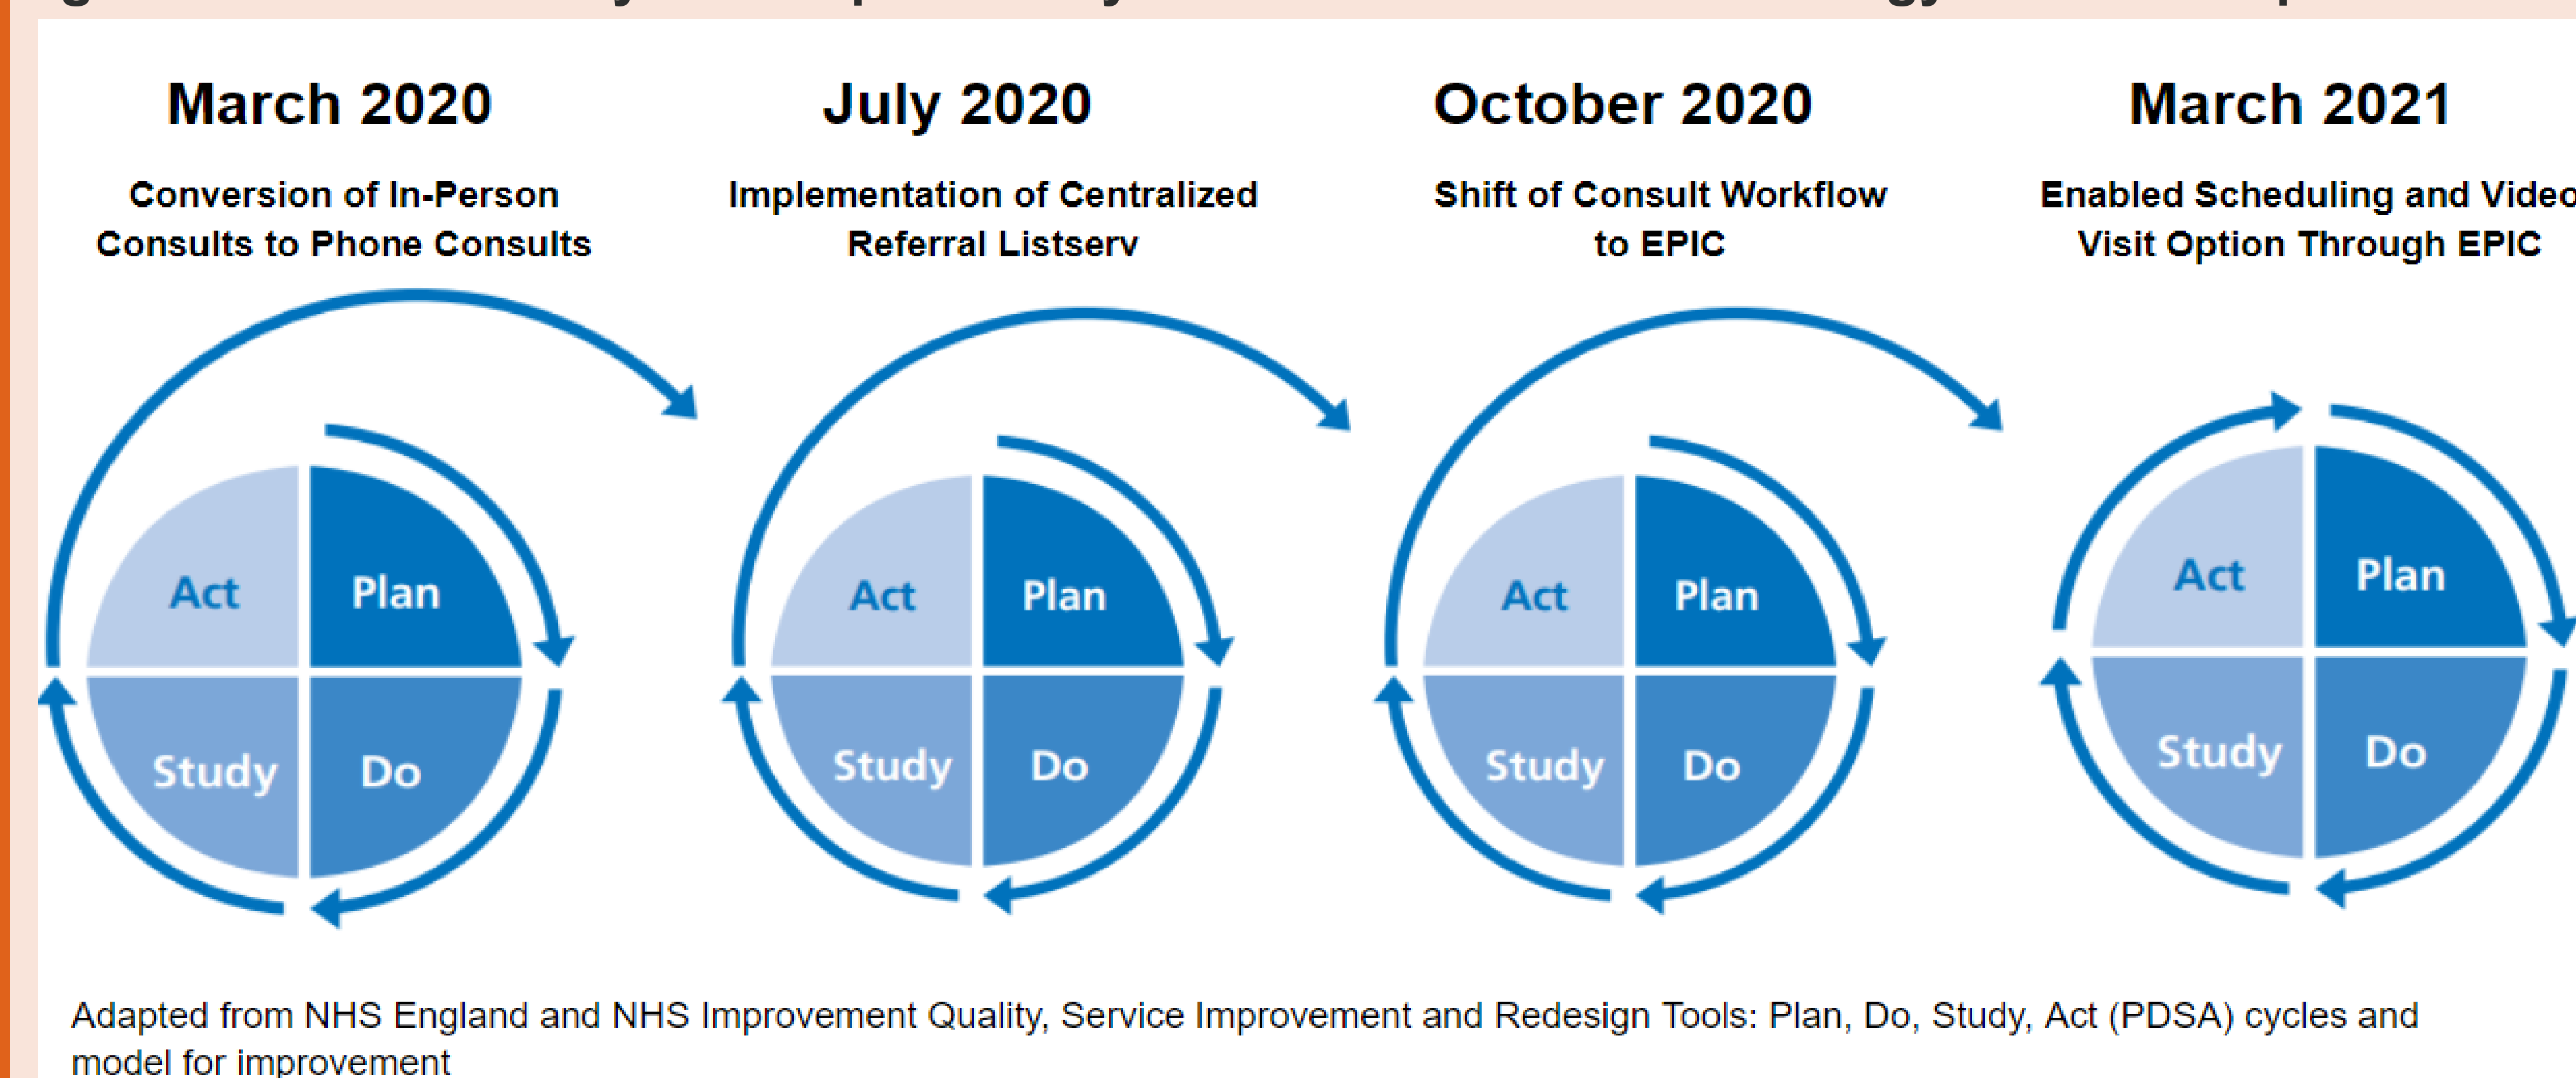 March 2020
July 2020
October 2020
March 2021
Conversion of In-Person
Consults to Phone Consults
Implementation of Centralized
Referral Listserv
Shift of Consult Workflow
to EPIC
Enabled Scheduling and Video
Visit Option Through EPIC
Act
Plan
Study
Do
Act
Plan
Study
Do
Act
Plan
Study
Do
Act
Plan
Study
Do
Adapted from NHS England and NHS Improvement Quality, Service Improvement and Redesign Tools: Plan, Do, Study, Act (PDSA) cycles and
model for improvement